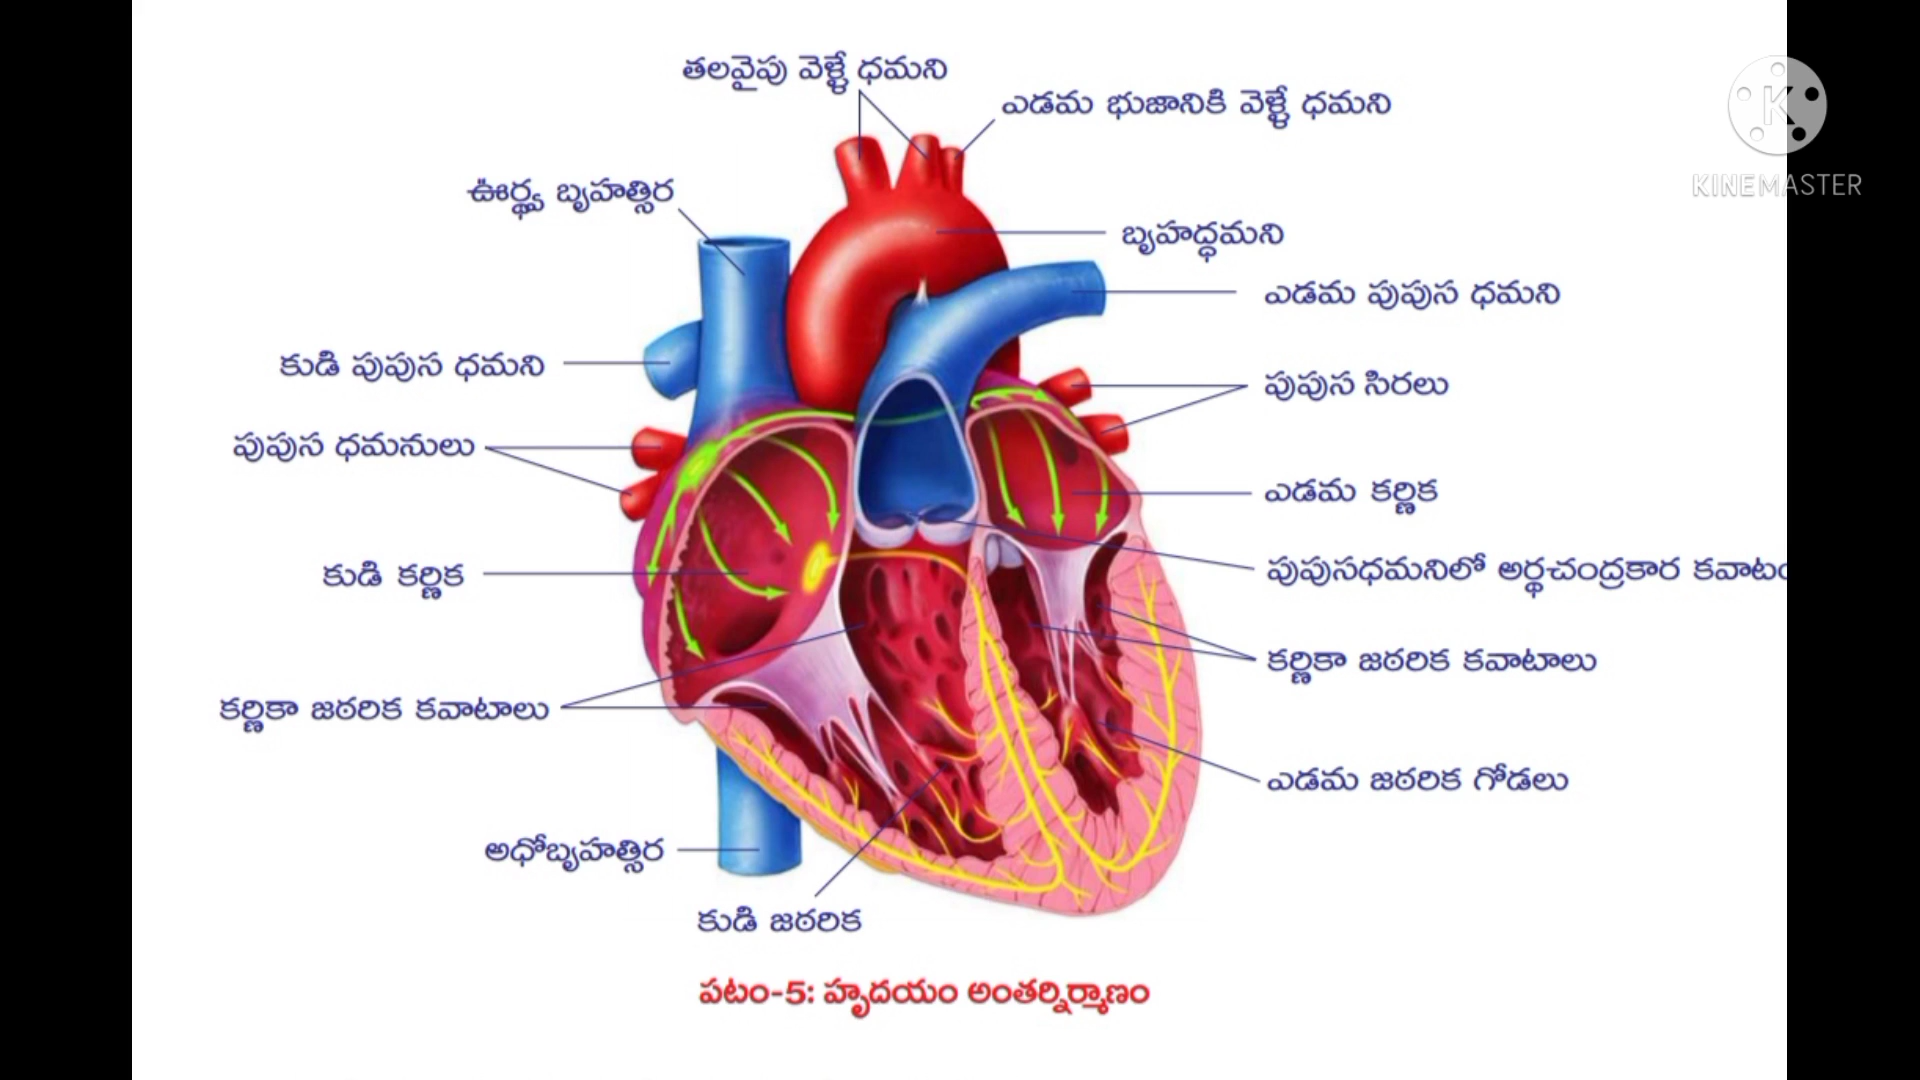 తలవైపు వెళ్ళే ధమని
ఎడమ భుజానికి వెళ్ళే ధమని
KINEMASTER
ఊర్థ్వ బృహత్సిర
బృహద్ధమని
ఎడమ పుపుస ధమని
కుడి పుపుస ధమని
పుపుస సిరలు
పుపుస ధమనులు
ఎడమ కర్ణిక
కుడి కర్ణిక
పుపుసధమనిలో అర్థచంద్రకార కవాటం
కర్ణికా జఠరిక కవాటాలు
కర్ణికా జఠరిక కవాటాలు
ఎడమ జఠరిక గోడలు
అధోబృహత్సిర
కుడి జఠరిక
పటం-5: హృదయం అంతర్నిర్మాణం